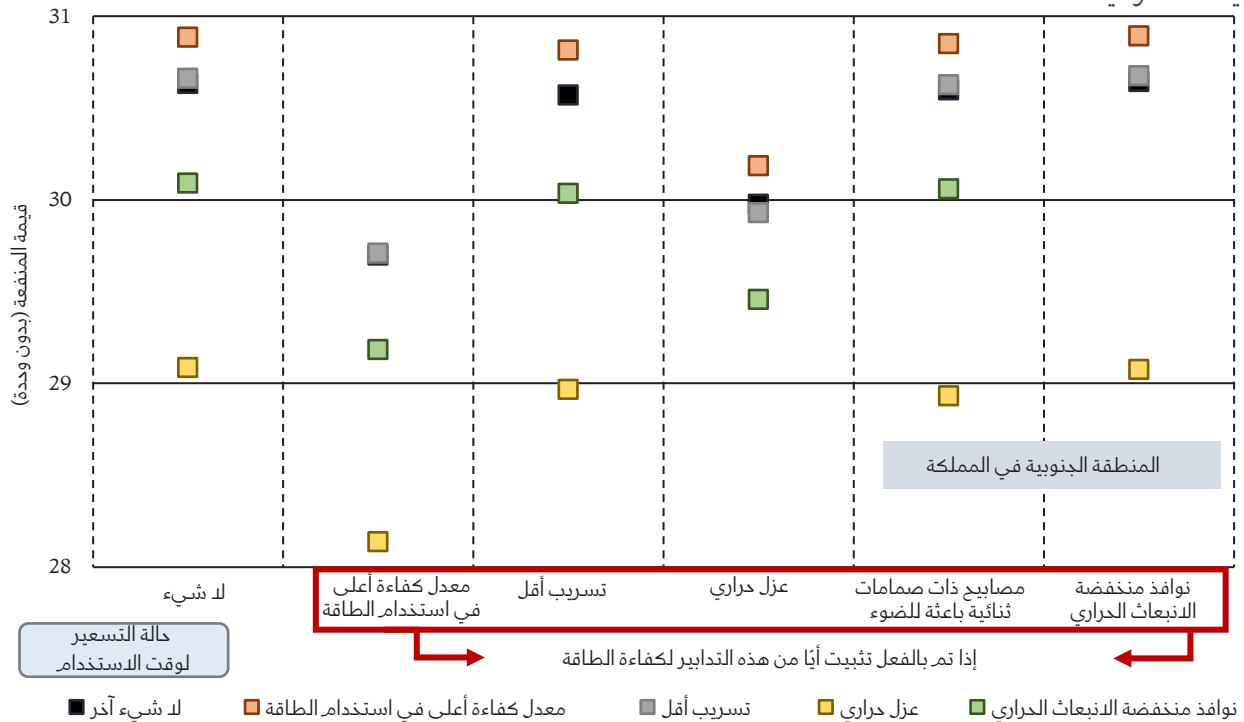 31
30
29
28
قيمة المنفعة (بدون وحدة)
المنطقة الجنوبية في المملكة
لا شيء
معدل كفاءة أعلى
في استخدام الطاقة
تسريب أقل
عزل حراري
مصابيح ذات صمامات
ثنائية باعثة للضوء
نوافذ منخفضة
الانبعاث الحراري
حالة التسعير
لوقت الاستخدام
إذا تم بالفعل تثبيت أيًا من هذه التدابير لكفاءة الطاقة
لا شيء آخر
معدل كفاءة أعلى في استخدام الطاقة
تسريب أقل
عزل حراري
نوافذ منخفضة الانبعاث الحراري